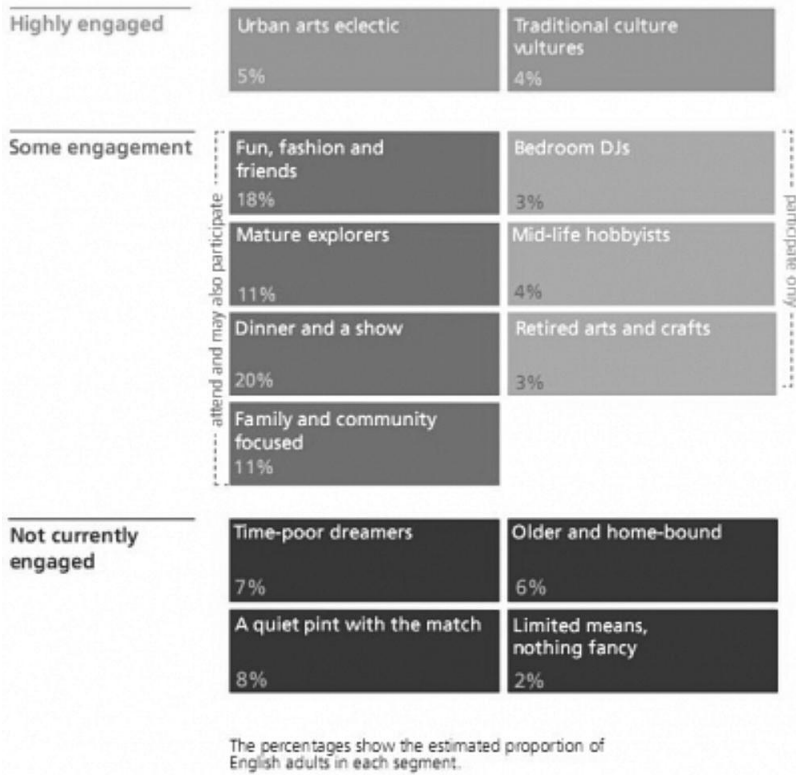 Highly engaged
Urban arts eclectic
5%
Traditional culture
vultures
4%
Some engagement
attend and may also participate
Fun, fashion and
friends
18%
Bedroom DJs
3%
participate only
Mature explorers
11%
Mid-life hobbyists
4%
Dinner and a show
20%
Retired arts and crafts
3%
Family and community
focused
11%
Not currently
engaged
Time-poor dreamers
7%
Older and home-bound
6%
A quiet pint with the match
8%
Limited means,
nothing fancy
2%
The percentages show the estimated proportion of
English adults in each segment.